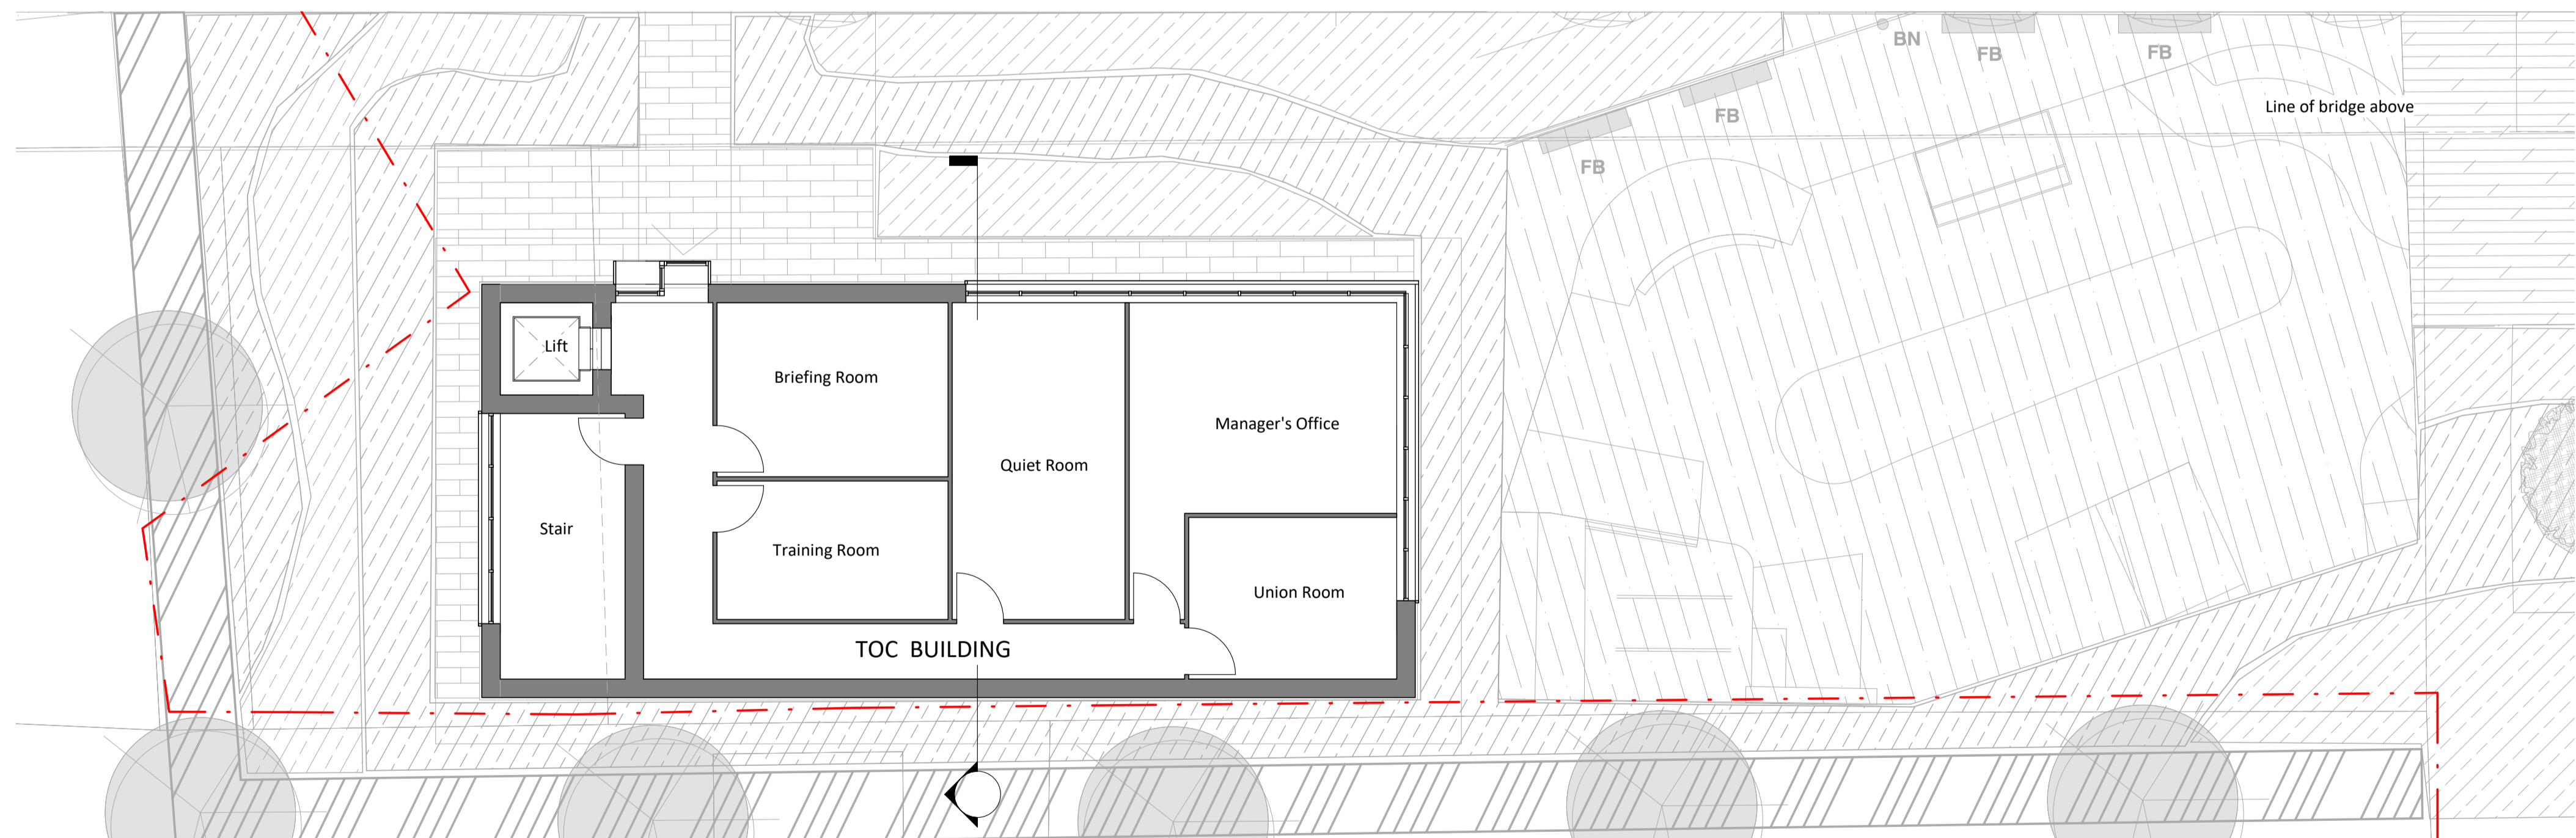 BN
FB
FB
Line of bridge above
FB
FB
Lift
Briefing Room
Manager's Office
Quiet Room
Stair
Training Room
Union Room
TOC BUILDING